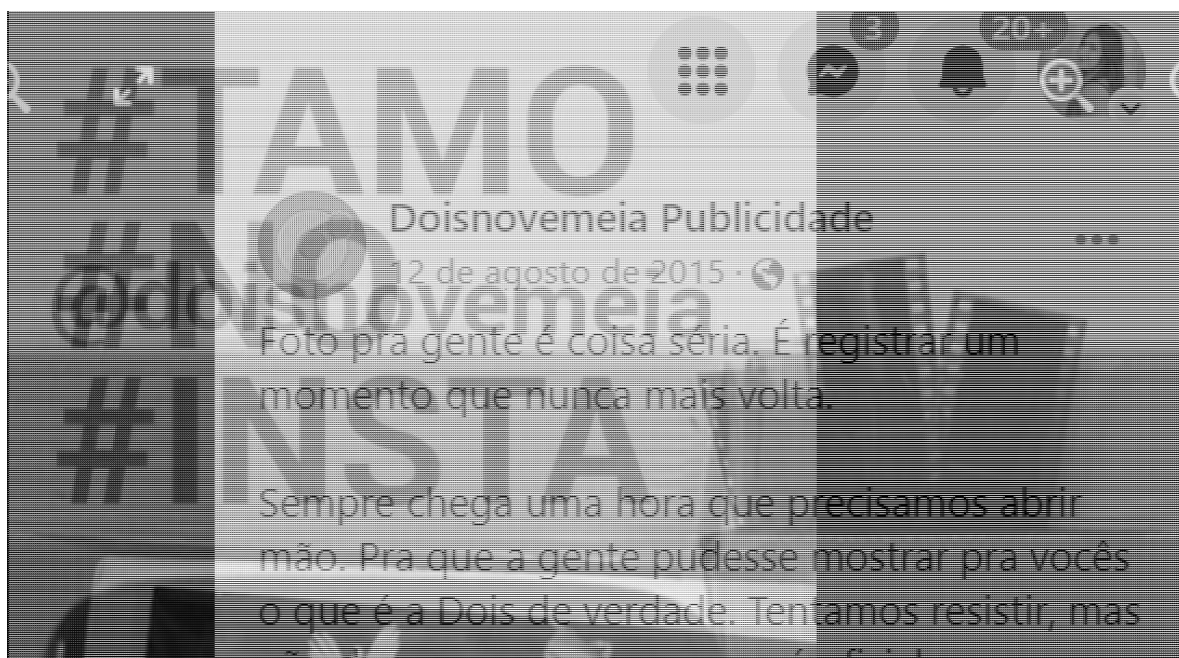 3
20+
#TAMO
#NO
@doisnovemeia
#INSTA
Doisnovemeia Publicidade
12 de agosto de 2015 ·
Foto pra gente é coisa séria. É registrar um
momento que nunca mais volta.
Sempre chega uma hora que precisamos abrir
mão. Pra que a gente pudesse mostrar pra vocês
o que é a Dois de verdade. Tentamos resistir, mas